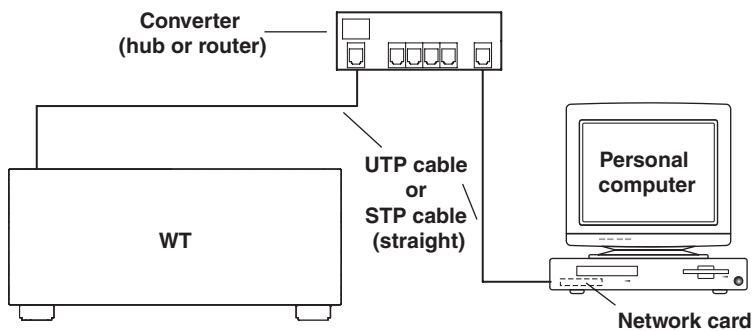 Converter
(hub or router)
UTP cable
or
STP cable
(straight)
WT
Personal
computer
Network card